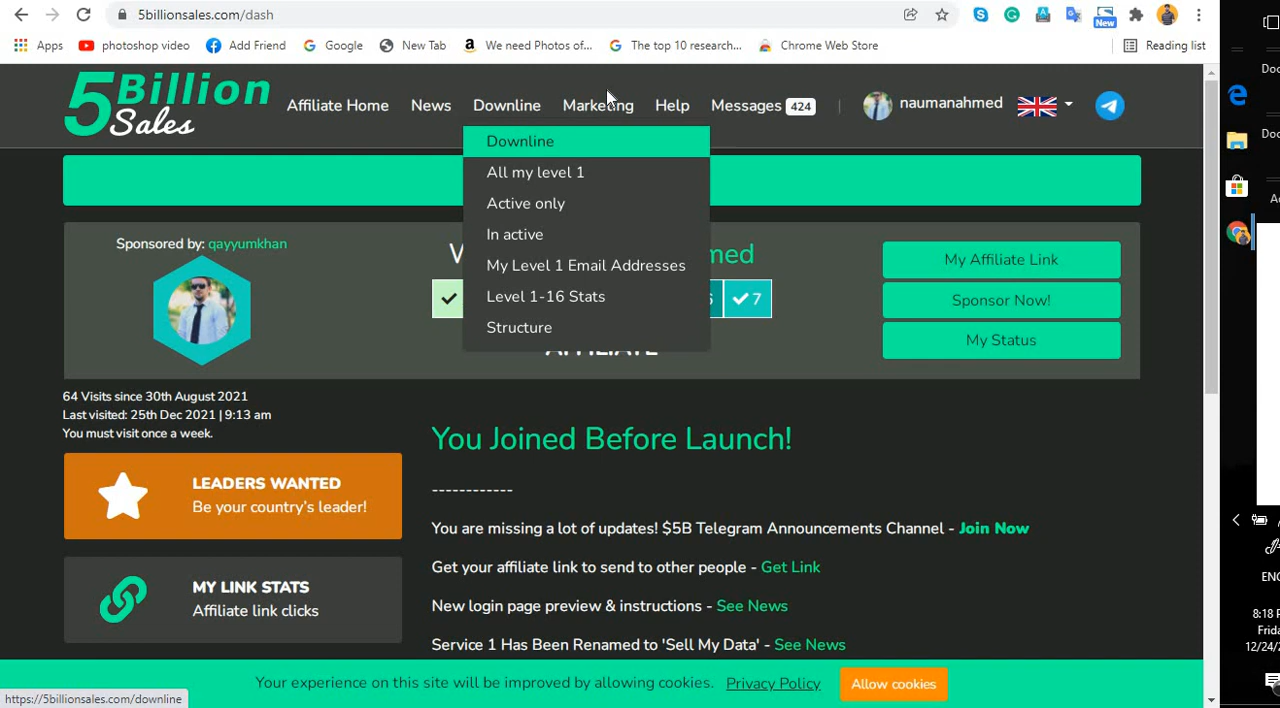 5billionsales.com/dash
New
Apps photoshop video Add Friend Google New Tab We need Photos of... The top 10 research... Chrome Web Store Reading list
5 Billion Sales
Affiliate Home News Downline Marketing Help Messages 424 naumanahmed
Downline
All my level 1
Active only
In active
My Level 1 Email Addresses
Level 1-16 Stats
Structure
Sponsored by: qayyumkhan
My Affiliate Link
Sponsor Now!
My Status
7
64 Visits since 30th August 2021
Last visited: 25th Dec 2021 | 9:13 am
You must visit once a week.
LEADERS WANTED
Be your country's leader!
MY LINK STATS
Affiliate link clicks
You Joined Before Launch!
------------
You are missing a lot of updates! $5B Telegram Announcements Channel - Join Now
Get your affiliate link to send to other people - Get Link
New login page preview & instructions - See News
Service 1 Has Been Renamed to 'Sell My Data' - See News
Your experience on this site will be improved by allowing cookies. Privacy Policy Allow cookies
https://5billionsales.com/downline
8:18
12/24/